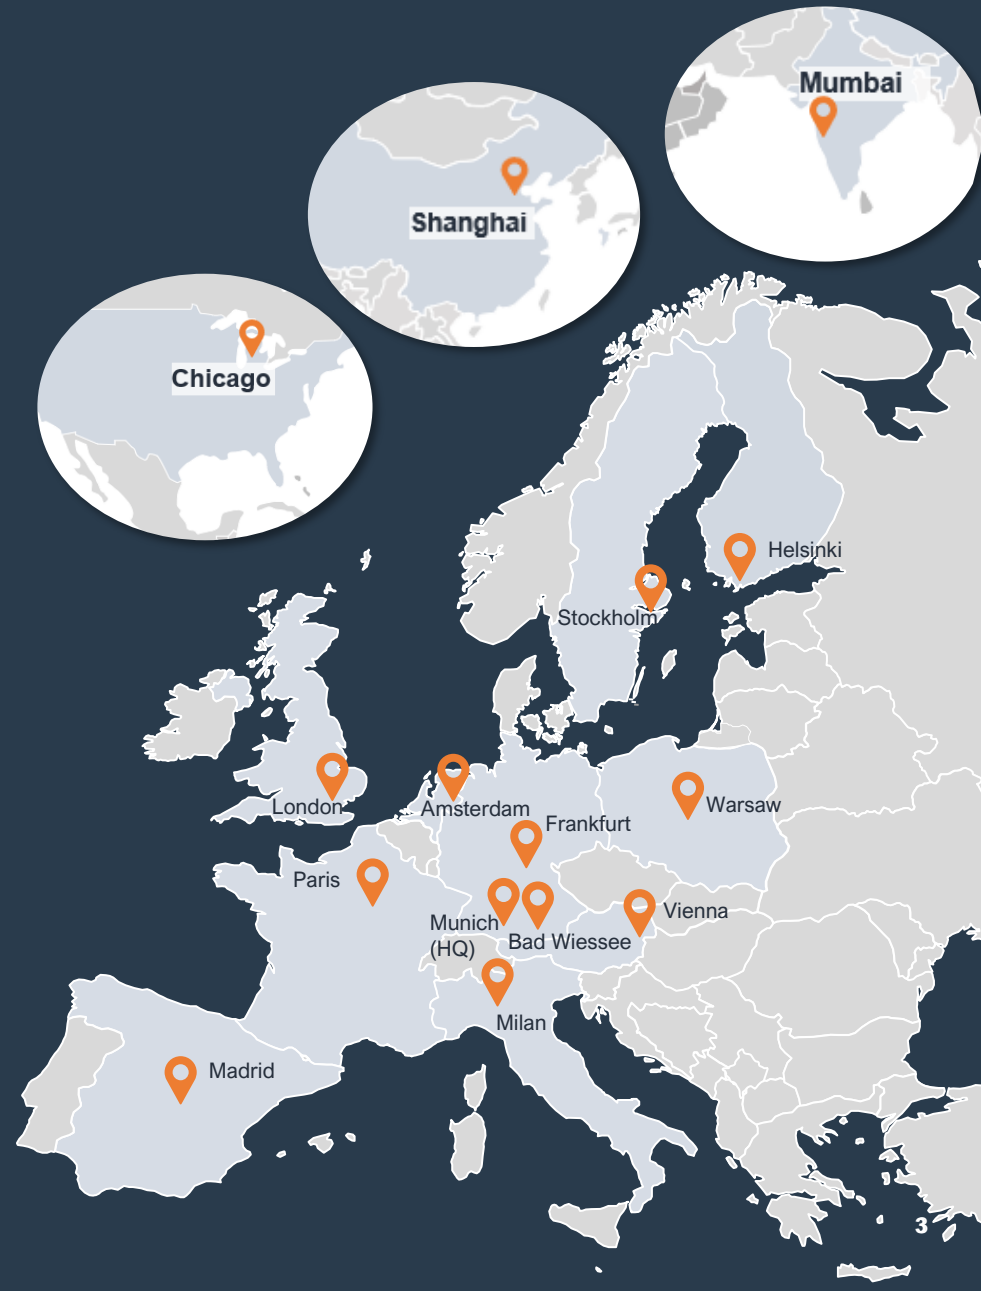 Mumbai
Shanghai
Chicago
Helsinki
Stockholm
London
Amsterdam
Warsaw
Frankfurt
Paris
Vienna
Munich
(HQ)
Bad Wiessee
Milan
Madrid
3